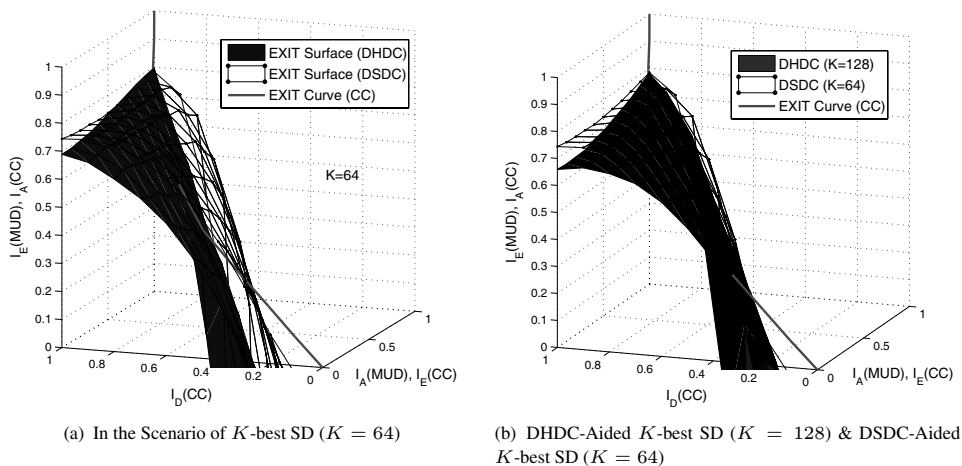 EXIT Surface (DHDC)
EXIT Surface (DSDC)
EXIT Curve (CC)
K=64
1
0.9
0.8
0.7
0.6
0.5
0.4
0.3
0.2
0.1
0
I_E(MUD), I_A(CC)
1
0.8
0.6
0.4
0.2
0
I_D(CC)
0
0.5
1
I_A(MUD), I_E(CC)
(a) In the Scenario of K-best SD (K = 64)
DHDC (K=128)
DSDC (K=64)
EXIT Curve (CC)
1
0.9
0.8
0.7
0.6
0.5
0.4
0.3
0.2
0.1
0
I_E(MUD), I_A(CC)
1
0.8
0.6
0.4
0.2
0
I_D(CC)
0
0.5
1
I_A(MUD), I_E(CC)
(b) DHDC-Aided K-best SD (K = 128) & DSDC-Aided
K-best SD (K = 64)